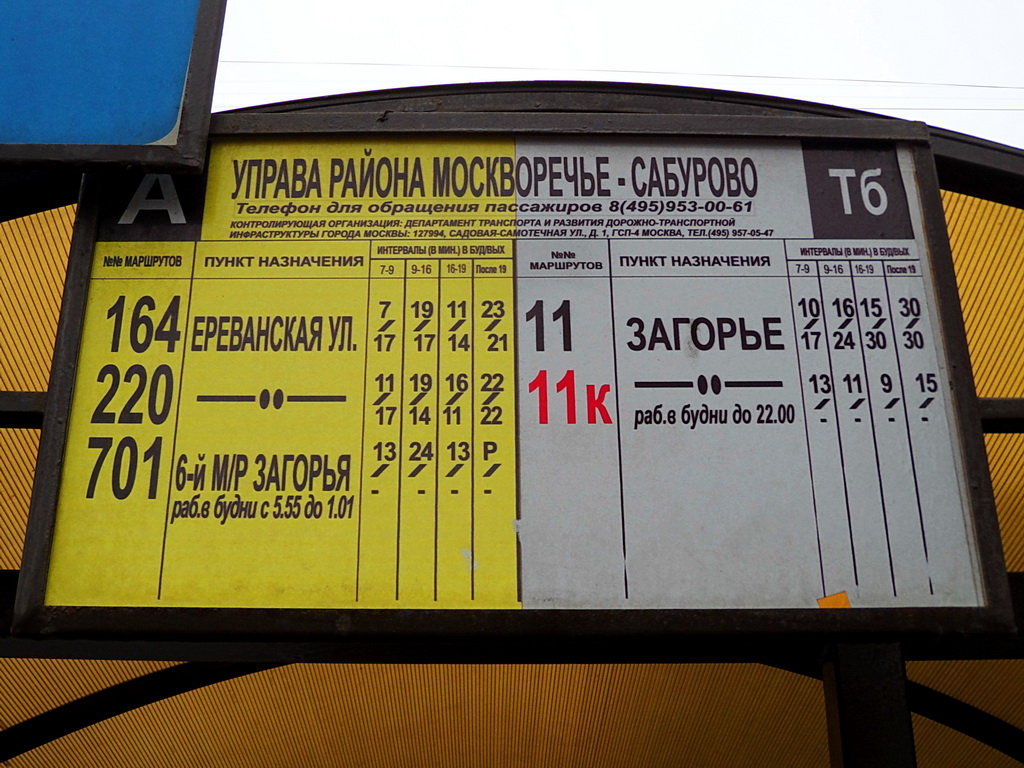 А
УПРАВА РАЙОНА МОСКВОРЕЧЬЕ - САБУРОВО
Тб
Телефон для обращения пассажиров 8(495)953-00-61
КОНТРОЛИРУЮЩАЯ ОРГАНИЗАЦИЯ: ДЕПАРТАМЕНТ ТРАНСПОРТА И РАЗВИТИЯ ДОРОЖНО-ТРАНСПОРТНОЙ
ИНФРАСТРУКТУРЫ ГОРОДА МОСКВЫ: 127994, САДОВАЯ-САМОТЕЧНАЯ УЛ., Д. 1, ГСП-4 МОСКВА, ТЕЛ.(495) 957-05-47
№№ МАРШРУТОВ
ПУНКТ НАЗНАЧЕНИЯ
ИНТЕРВАЛЫ (В МИН.) В БУД/ВЫХ
7-9 9-16 16-19 После 19
164 ЕРЕВАНСКАЯ УЛ. 7/17 19/17 11/14 23/21
220 —••— 11/17 19/14 16/11 22/22
701 6-й М/Р ЗАГОРЬЯ 13/- 24/- 13/- Р/-
раб.в будни с 5.55 до 1.01
№№
МАРШРУТОВ
ПУНКТ НАЗНАЧЕНИЯ
ИНТЕРВАЛЫ (В МИН.) В БУД/ВЫХ
7-9 9-16 16-19 После 19
11 ЗАГОРЬЕ 10/17 16/24 15/30 30/30
11к —••— 13/- 11/- 9/- 15/-
раб.в будни до 22.00